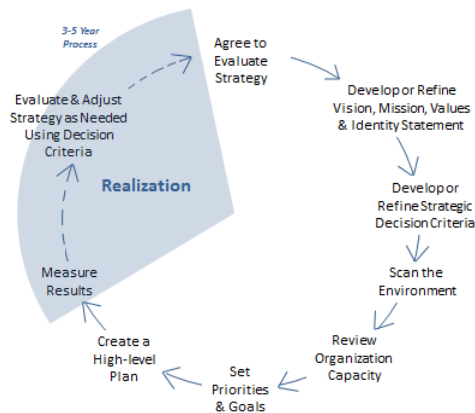 3-5 Year
Process
Agree to
Evaluate
Strategy
Develop or Refine
Vision, Mission, Values
& Identity Statement
Develop or
Refine Strategic
Decision Criteria
Scan the
Environment
Review
Organization
Capacity
Set
Priorities
& Goals
Create a
High-level
Plan
Measure
Results
Evaluate & Adjust
Strategy as Needed
Using Decision
Criteria
Realization